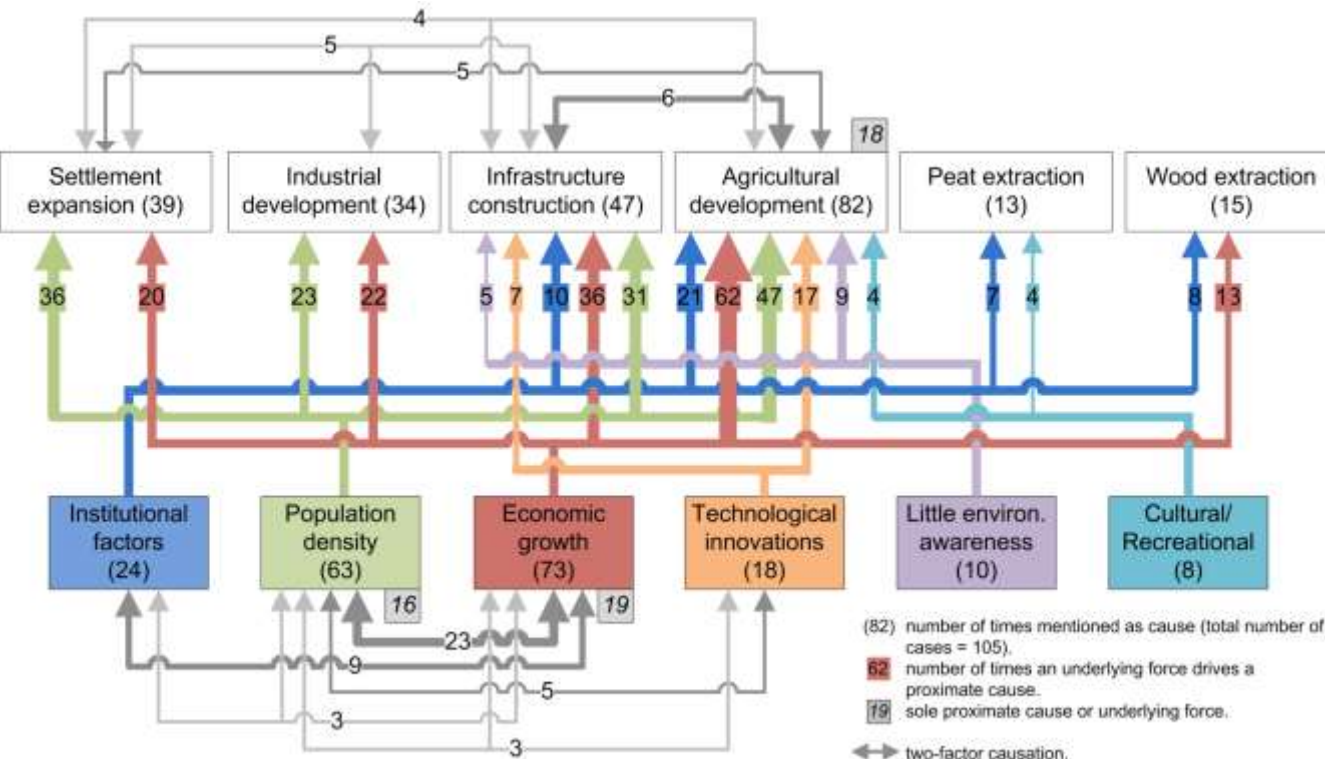 4
5
5
6
18
Settlement
expansion (39)
Industrial
development (34)
Infrastructure
construction (47)
Agricultural
development (82)
Peat extraction
(13)
Wood extraction
(15)
36
20
23
22
5
7
10
36
31
21
62
47
17
9
4
7
4
8
13
Institutional
factors
(24)
Population
density
(63)
Economic
growth
(73)
Technological
innovations
(18)
Little environ.
awareness
(10)
Cultural/
Recreational
(8)
16
19
23
9
5
3
3
(82) number of times mentioned as cause (total number of
cases = 105).
62 number of times an underlying force drives a
proximate cause.
19 sole proximate cause or underlying force.
two-factor causation.